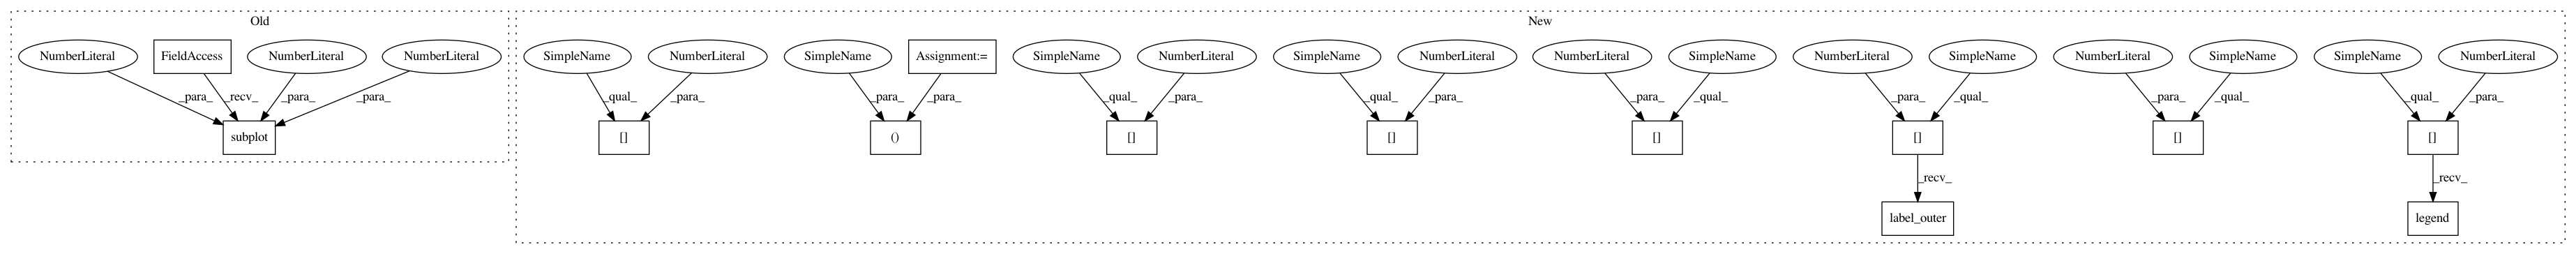 Old
New
NumberLiteral
FieldAccess
NumberLiteral
NumberLiteral
SimpleName
NumberLiteral
SimpleName
Assignment:=
SimpleName
NumberLiteral
SimpleName
NumberLiteral
NumberLiteral
SimpleName
NumberLiteral
SimpleName
NumberLiteral
SimpleName
SimpleName
NumberLiteral
_para_
_recv_
_para_
_para_
_qual_
_para_
_para_
_para_
_qual_
_para_
_qual_
_para_
_para_
_qual_
_para_
_qual_
_para_
_qual_
_qual_
_para_
subplot
[]
()
[]
[]
[]
[]
[]
[]
_recv_
_recv_
label_outer
legend